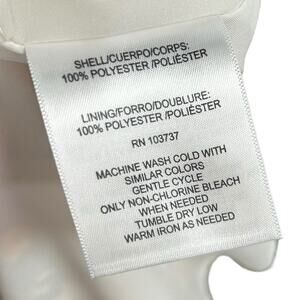 SHELL/CUERPO/CORPS:
100% POLYESTER /POLIÉSTER
LINING/FORRO/DOUBLURE:
100% POLYESTER /POLIÉSTER
RN 103737
MACHINE WASH COLD WITH
SIMILAR COLORS
GENTLE CYCLE
ONLY NON-CHLORINE BLEACH
WHEN NEEDED
TUMBLE DRY LOW
WARM IRON AS NEEDED